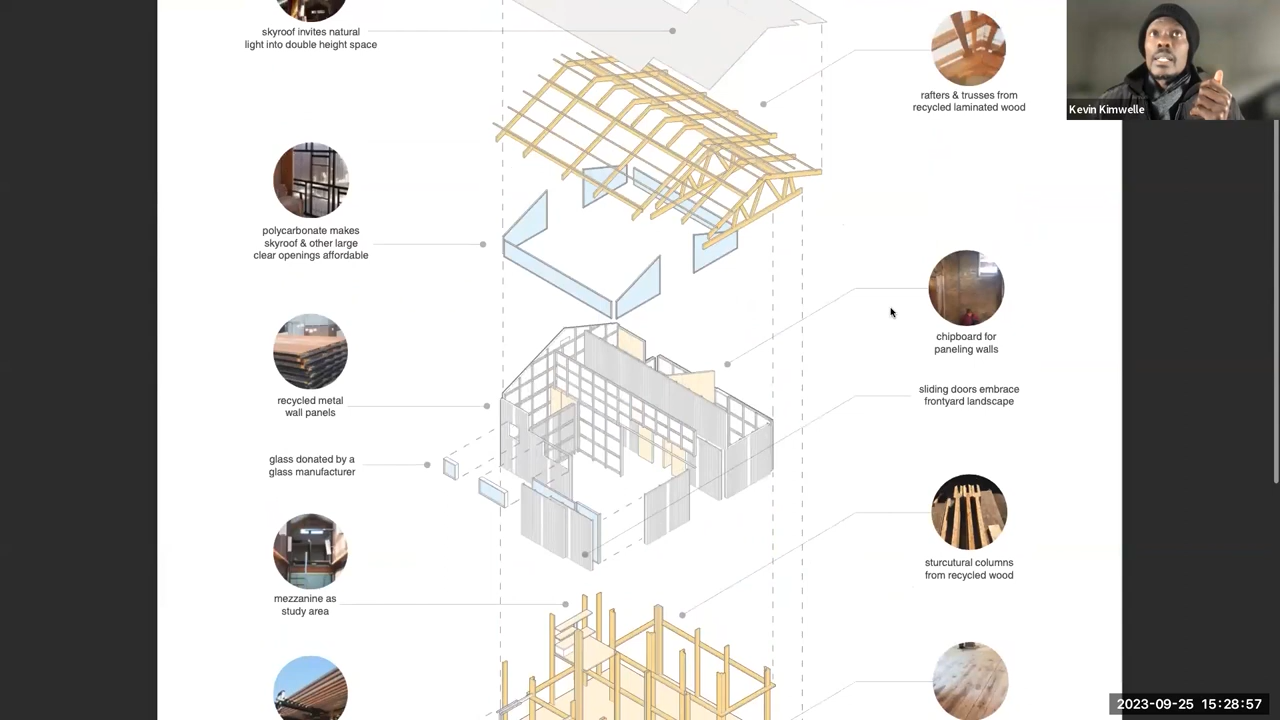 skyroof invites natural
light into double height space
rafters & trusses from
recycled laminated wood
Kevin Kimwelle
polycarbonate makes
skyroof & other large
clear openings affordable
chipboard for
paneling walls
recycled metal
wall panels
sliding doors embrace
frontyard landscape
glass donated by a
glass manufacturer
sturcutural columns
from recycled wood
mezzanine as
study area
2023-09-25 15:28:57